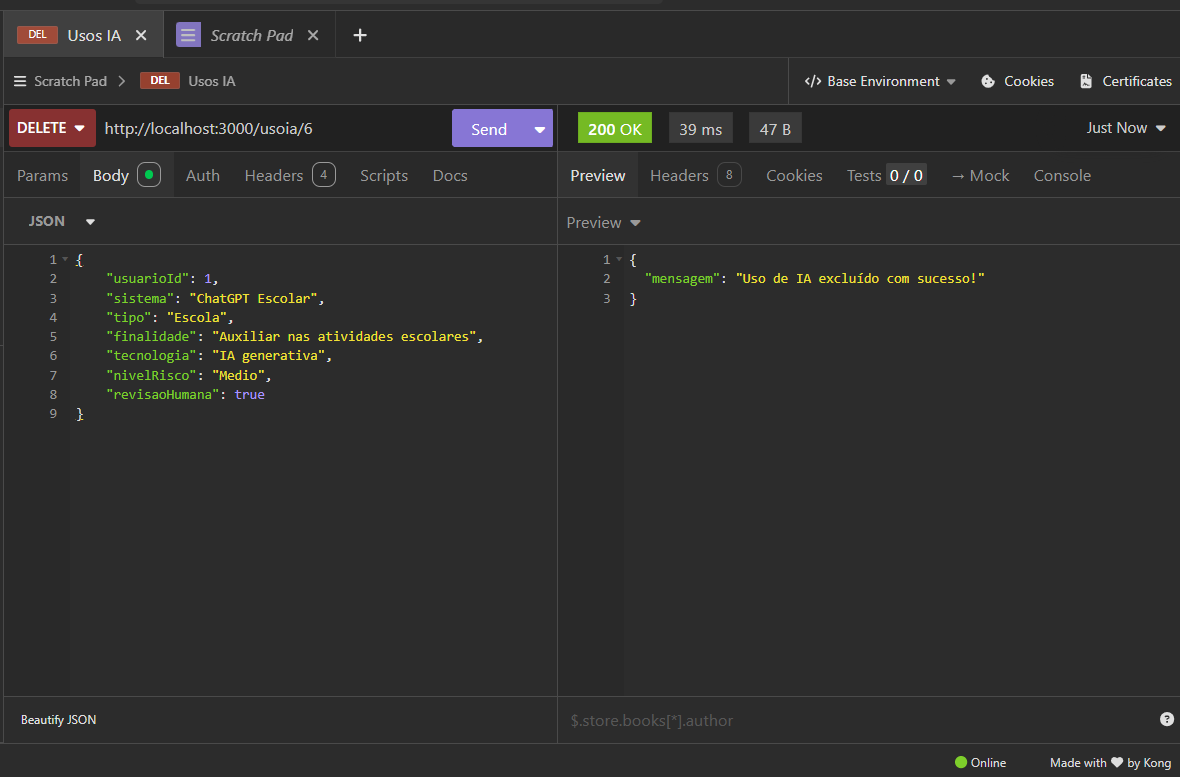 DEL Usos IA Scratch Pad
Scratch Pad DEL Usos IA
</> Base Environment Cookies Certificates
DELETE http://localhost:3000/usoia/6 Send
200 OK 39 ms 47 B Just Now
Params Body Auth Headers 4 Scripts Docs
Preview Headers 8 Cookies Tests 0 / 0 → Mock Console
JSON
Preview
1 {
2 "usuarioId": 1,
3 "sistema": "ChatGPT Escolar",
4 "tipo": "Escola",
5 "finalidade": "Auxiliar nas atividades escolares",
6 "tecnologia": "IA generativa",
7 "nivelRisco": "Medio",
8 "revisaoHumana": true
9 }
1 {
2 "mensagem": "Uso de IA excluído com sucesso!"
3 }
Beautify JSON
$.store.books[*].author
Online Made with ♥ by Kong